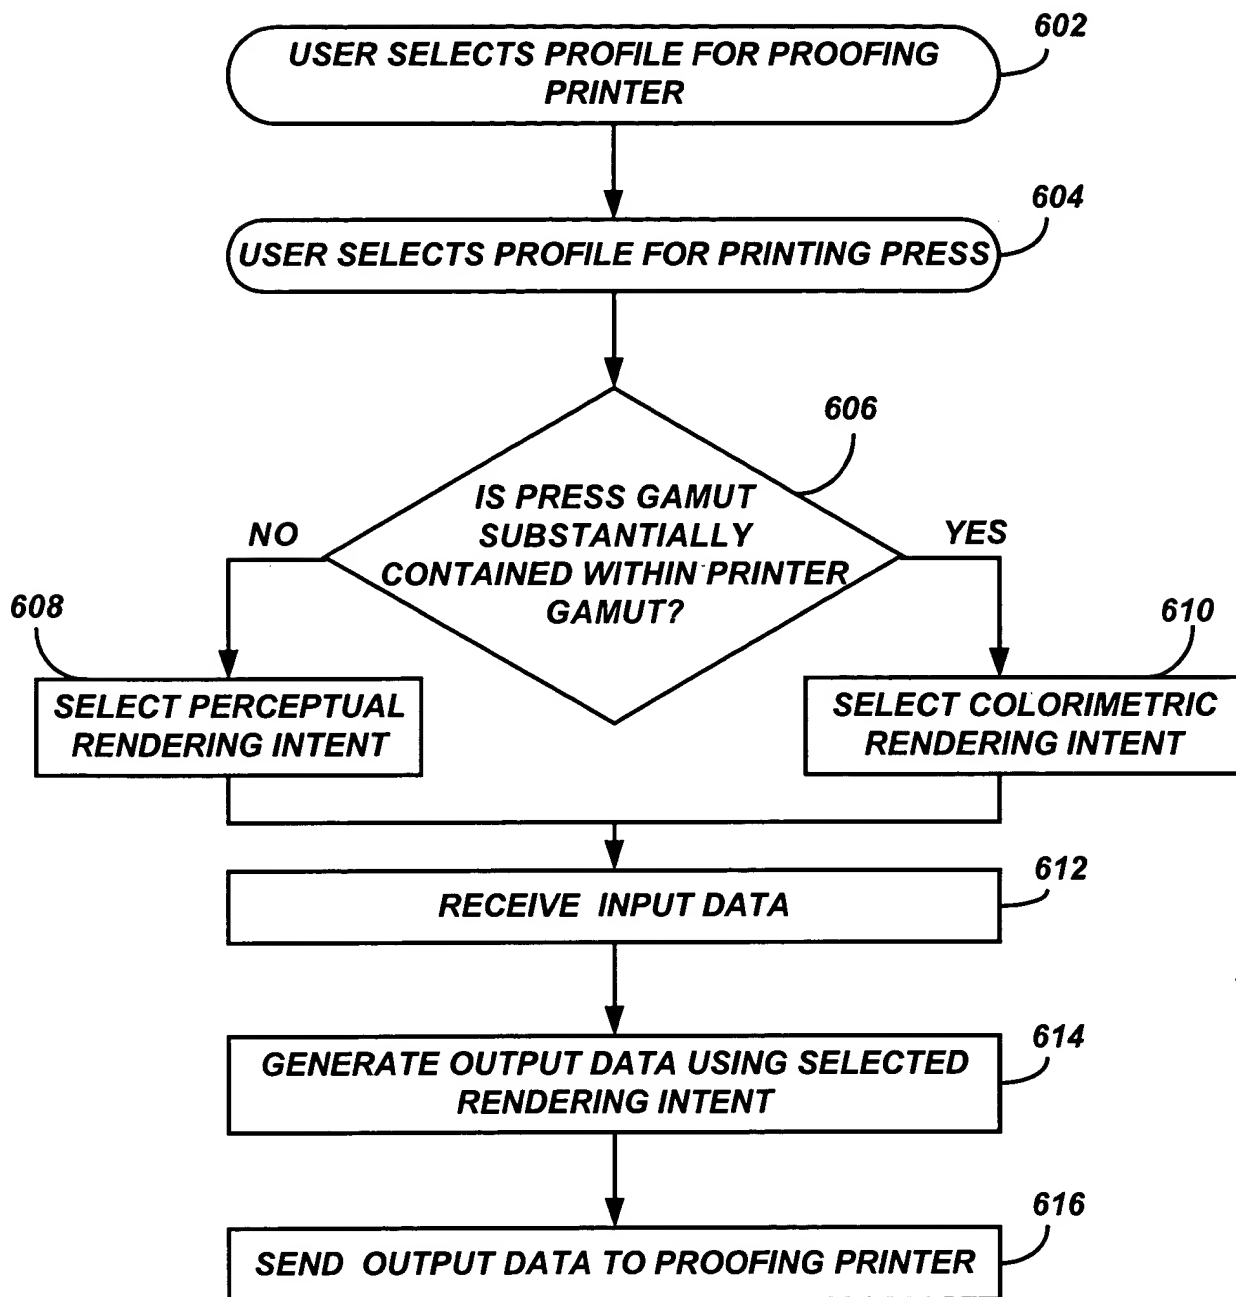 602
USER SELECTS PROFILE FOR PROOFING
PRINTER
604
USER SELECTS PROFILE FOR PRINTING PRESS
606
IS PRESS GAMUT
SUBSTANTIALLY
CONTAINED WITHIN PRINTER
GAMUT?
NO
YES
608
SELECT PERCEPTUAL
RENDERING INTENT
610
SELECT COLORIMETRIC
RENDERING INTENT
612
RECEIVE INPUT DATA
614
GENERATE OUTPUT DATA USING SELECTED
RENDERING INTENT
616
SEND OUTPUT DATA TO PROOFING PRINTER